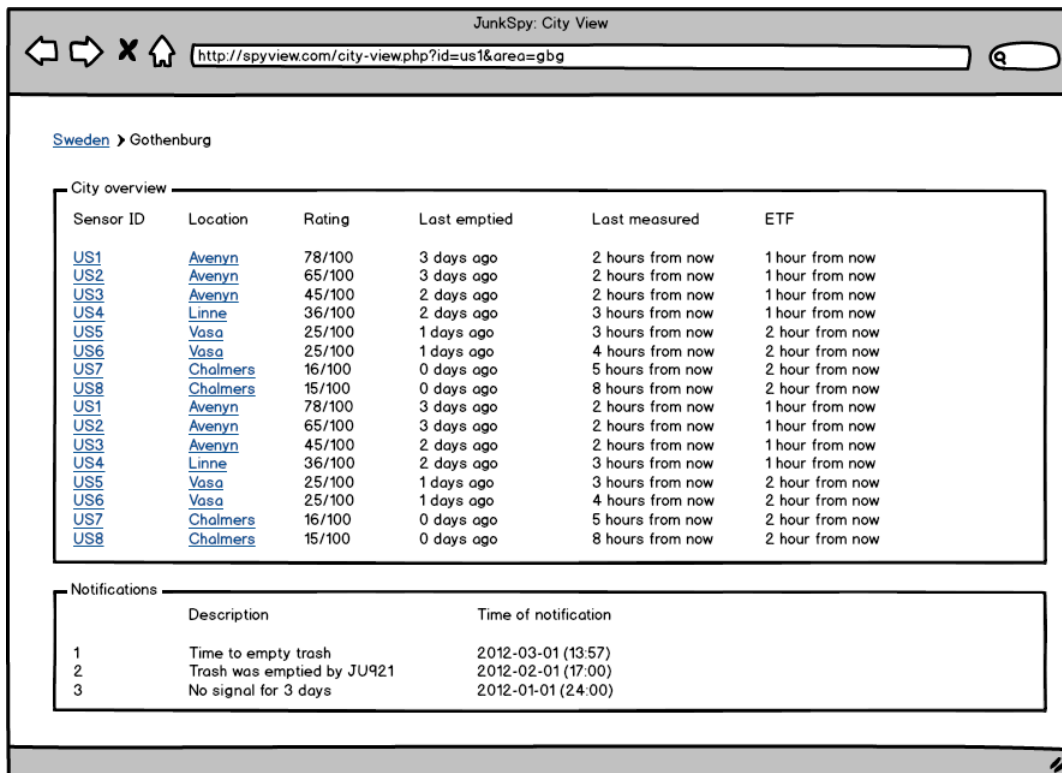 JunkSpy: City View
http://spyview.com/city-view.php?id=us1&area=gbg
Sweden > Gothenburg
City overview
Sensor ID Location Rating Last emptied Last measured ETF
US1 Avenyn 78/100 3 days ago 2 hours from now 1 hour from now
US2 Avenyn 65/100 3 days ago 2 hours from now 1 hour from now
US3 Avenyn 45/100 2 days ago 2 hours from now 1 hour from now
US4 Linne 36/100 2 days ago 3 hours from now 1 hour from now
US5 Vasa 25/100 1 days ago 3 hours from now 2 hour from now
US6 Vasa 25/100 1 days ago 4 hours from now 2 hour from now
US7 Chalmers 16/100 0 days ago 5 hours from now 2 hour from now
US8 Chalmers 15/100 0 days ago 8 hours from now 2 hour from now
US1 Avenyn 78/100 3 days ago 2 hours from now 1 hour from now
US2 Avenyn 65/100 3 days ago 2 hours from now 1 hour from now
US3 Avenyn 45/100 2 days ago 2 hours from now 1 hour from now
US4 Linne 36/100 2 days ago 3 hours from now 1 hour from now
US5 Vasa 25/100 1 days ago 3 hours from now 2 hour from now
US6 Vasa 25/100 1 days ago 4 hours from now 2 hour from now
US7 Chalmers 16/100 0 days ago 5 hours from now 2 hour from now
US8 Chalmers 15/100 0 days ago 8 hours from now 2 hour from now
Notifications
Description Time of notification
1 Time to empty trash 2012-03-01 (13:57)
2 Trash was emptied by JU921 2012-02-01 (17:00)
3 No signal for 3 days 2012-01-01 (24:00)